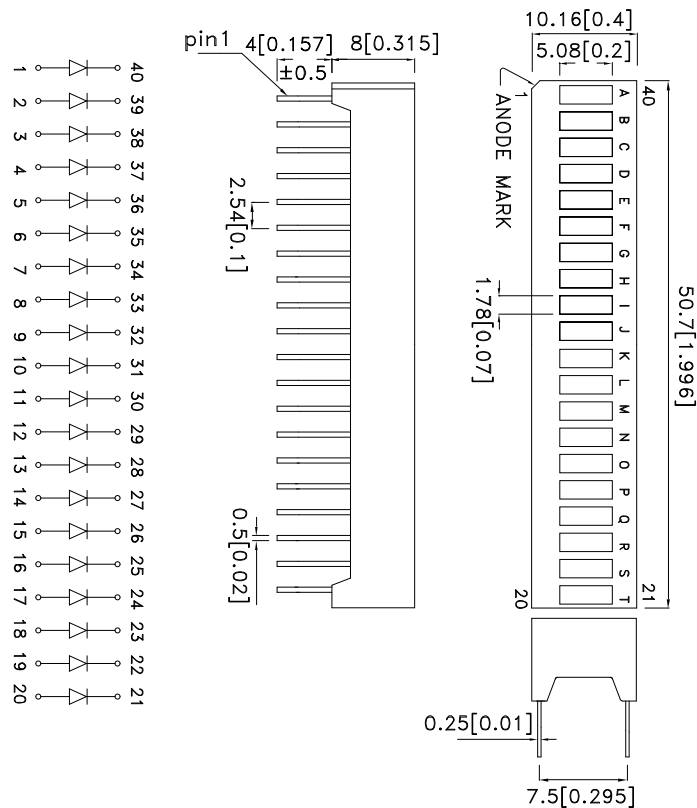 1 40
2 39
3 38
4 37
5 36
6 35
7 34
8 33
9 32
10 31
11 30
12 29
13 28
14 27
15 26
16 25
17 24
18 23
19 22
20 21
pin1
4[0.157]
±0.5
8[0.315]
2.54[0.1]
0.5[0.02]
10.16[0.4]
5.08[0.2]
1
ANODE MARK
40
A
B
C
D
E
F
G
H
I
J
K
L
M
N
O
P
Q
R
S
T
1.78[0.07]
50.7[1.996]
20
21
0.25[0.01]
7.5[0.295]